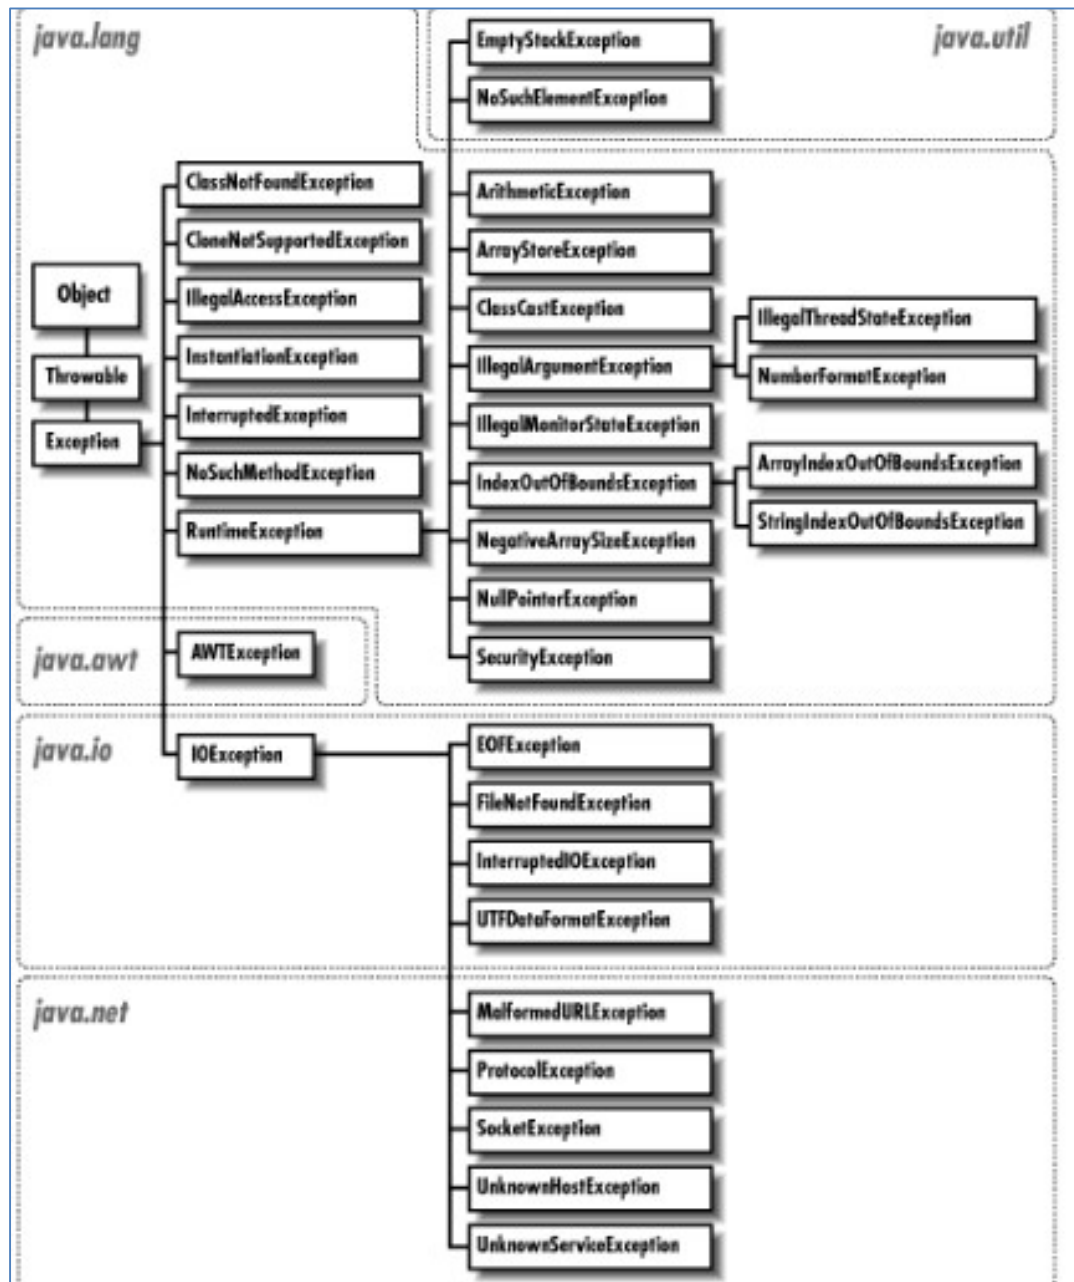 java.lang
java.util
EmptyStackException
NoSuchElementException
ClassNotFoundException
CloneNotSupportedException
Object
IllegalAccessException
InstantiationException
Throwable
InterruptedException
Exception
NoSuchMethodException
RuntimeException
ArithmeticException
ArrayStoreException
ClassCastException
IllegalArgumentException
IllegalMonitorStateException
IndexOutOfBoundsException
NegativeArraySizeException
NullPointerException
SecurityException
IllegalThreadStateException
NumberFormatException
ArrayIndexOutOfBoundsException
StringIndexOutOfBoundsException
java.awt
AWTException
java.io
IOException
EOFException
FileNotFoundException
InterruptedIOException
UTFDataFormatException
java.net
MalformedURLException
ProtocolException
SocketException
UnknownHostException
UnknownServiceException